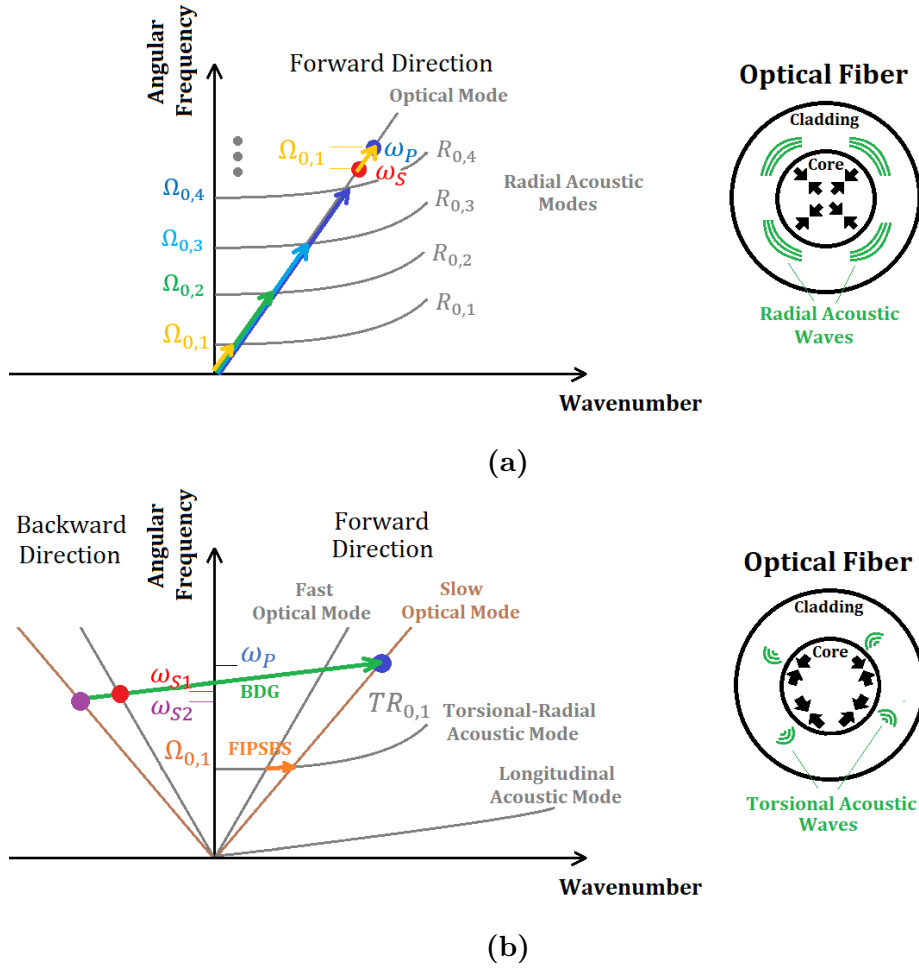 Angular
Frequency
Forward Direction
Optical Mode
Ω0,1
ωP
ωS
R0,4
Ω0,4
Radial Acoustic
Modes
R0,3
Ω0,3
R0,2
Ω0,2
R0,1
Ω0,1
Wavenumber
Optical Fiber
Cladding
Core
Radial Acoustic
Waves
(a)
Backward
Direction
Angular
Frequency
Forward
Direction
Fast
Optical Mode
Slow
Optical Mode
ωP
ωS1
BDG
ωS2
TR0,1
Torsional-Radial
Acoustic Mode
Ω0,1
FIPSBS
Longitudinal
Acoustic Mode
Wavenumber
Optical Fiber
Cladding
Core
Torsional Acoustic
Waves
(b)